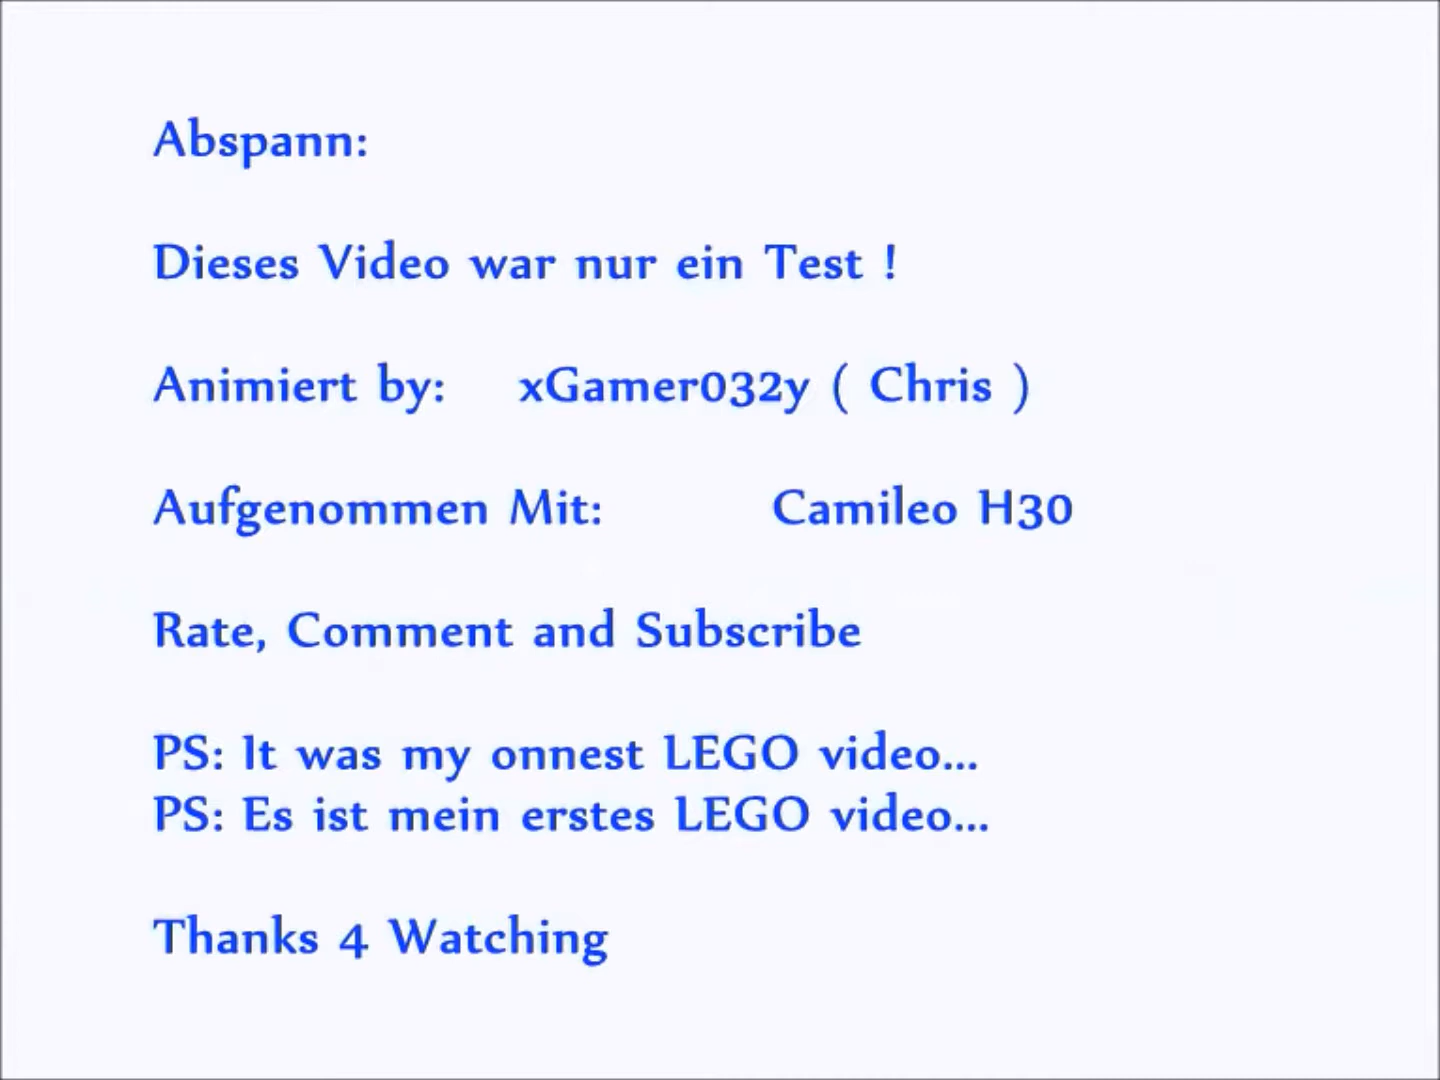 Abspann:
Dieses Video war nur ein Test !
Animiert by: xGamer032y ( Chris )
Aufgenommen Mit: Camileo H30
Rate, Comment and Subscribe
PS: It was my onnest LEGO video...
PS: Es ist mein erstes LEGO video...
Thanks 4 Watching